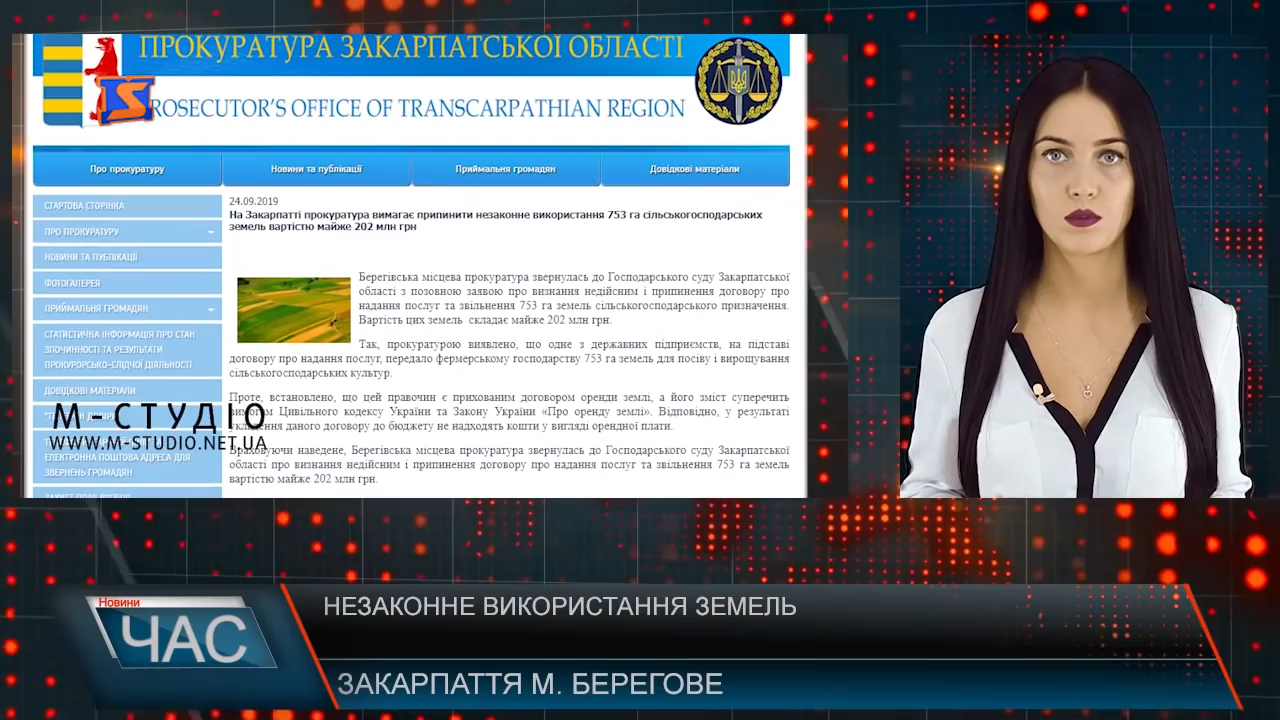 ПРОКУРАТУРА ЗАКАРПАТСЬКОЇ ОБЛАСТІ
ROSECUTOR'S OFFICE OF TRANSCARPATHIAN REGION
Про прокуратуру
Новини та публікації
Приймальня громадян
Довідкові матеріали
СТАРТОВА СТОРІНКА
ПРО ПРОКУРАТУРУ
НОВИНИ ТА ПУБЛІКАЦІЇ
ФОТОГАЛЕРЕЯ
ПРИЙМАЛЬНЯ ГРОМАДЯН
СТАТИСТИЧНА ІНФОРМАЦІЯ ПРО СТАН
ЗЛОЧИННОСТІ ТА РЕЗУЛЬТАТИ
ПРОКУРОРСЬКО-СЛІДЧОЇ ДІЯЛЬНОСТІ
ДОВІДКОВІ МАТЕРІАЛИ
ЕЛЕКТРОННА ПОШТОВА АДРЕСА ДЛЯ
ЗВЕРНЕНЬ ГРОМАДЯН
М-СТУДІО
WWW.M-STUDIO.NET.UA
24.09.2019
На Закарпатті прокуратура вимагає припинити незаконне використання 753 га сільськогосподарських
земель вартістю майже 202 млн грн
Берегівська місцева прокуратура звернулась до Господарського суду Закарпатської
області з позовною заявою про визнання недійсним і припинення договору про
надання послуг та звільнення 753 га земель сільськогосподарського призначення.
Вартість цих земель складає майже 202 млн грн.
Так, прокуратурою виявлено, що одне з державних підприємств, на підставі
договору про надання послуг, передало фермерському господарству 753 га земель для посіву і вирощування
сільськогосподарських культур.
Проте, встановлено, що цей правочин є прихованим договором оренди землі, а його зміст суперечить
вимогам Цивільного кодексу України та Закону України «Про оренду землі». Відповідно, у результаті
укладення даного договору до бюджету не надходять кошти у вигляді орендної плати.
Враховуючи наведене, Берегівська місцева прокуратура звернулась до Господарського суду Закарпатської
області про визнання недійсним і припинення договору про надання послуг та звільнення 753 га земель
вартістю майже 202 млн грн.
Новини
ЧАС
НЕЗАКОННЕ ВИКОРИСТАННЯ ЗЕМЕЛЬ
ЗАКАРПАТТЯ М. БЕРЕГОВЕ